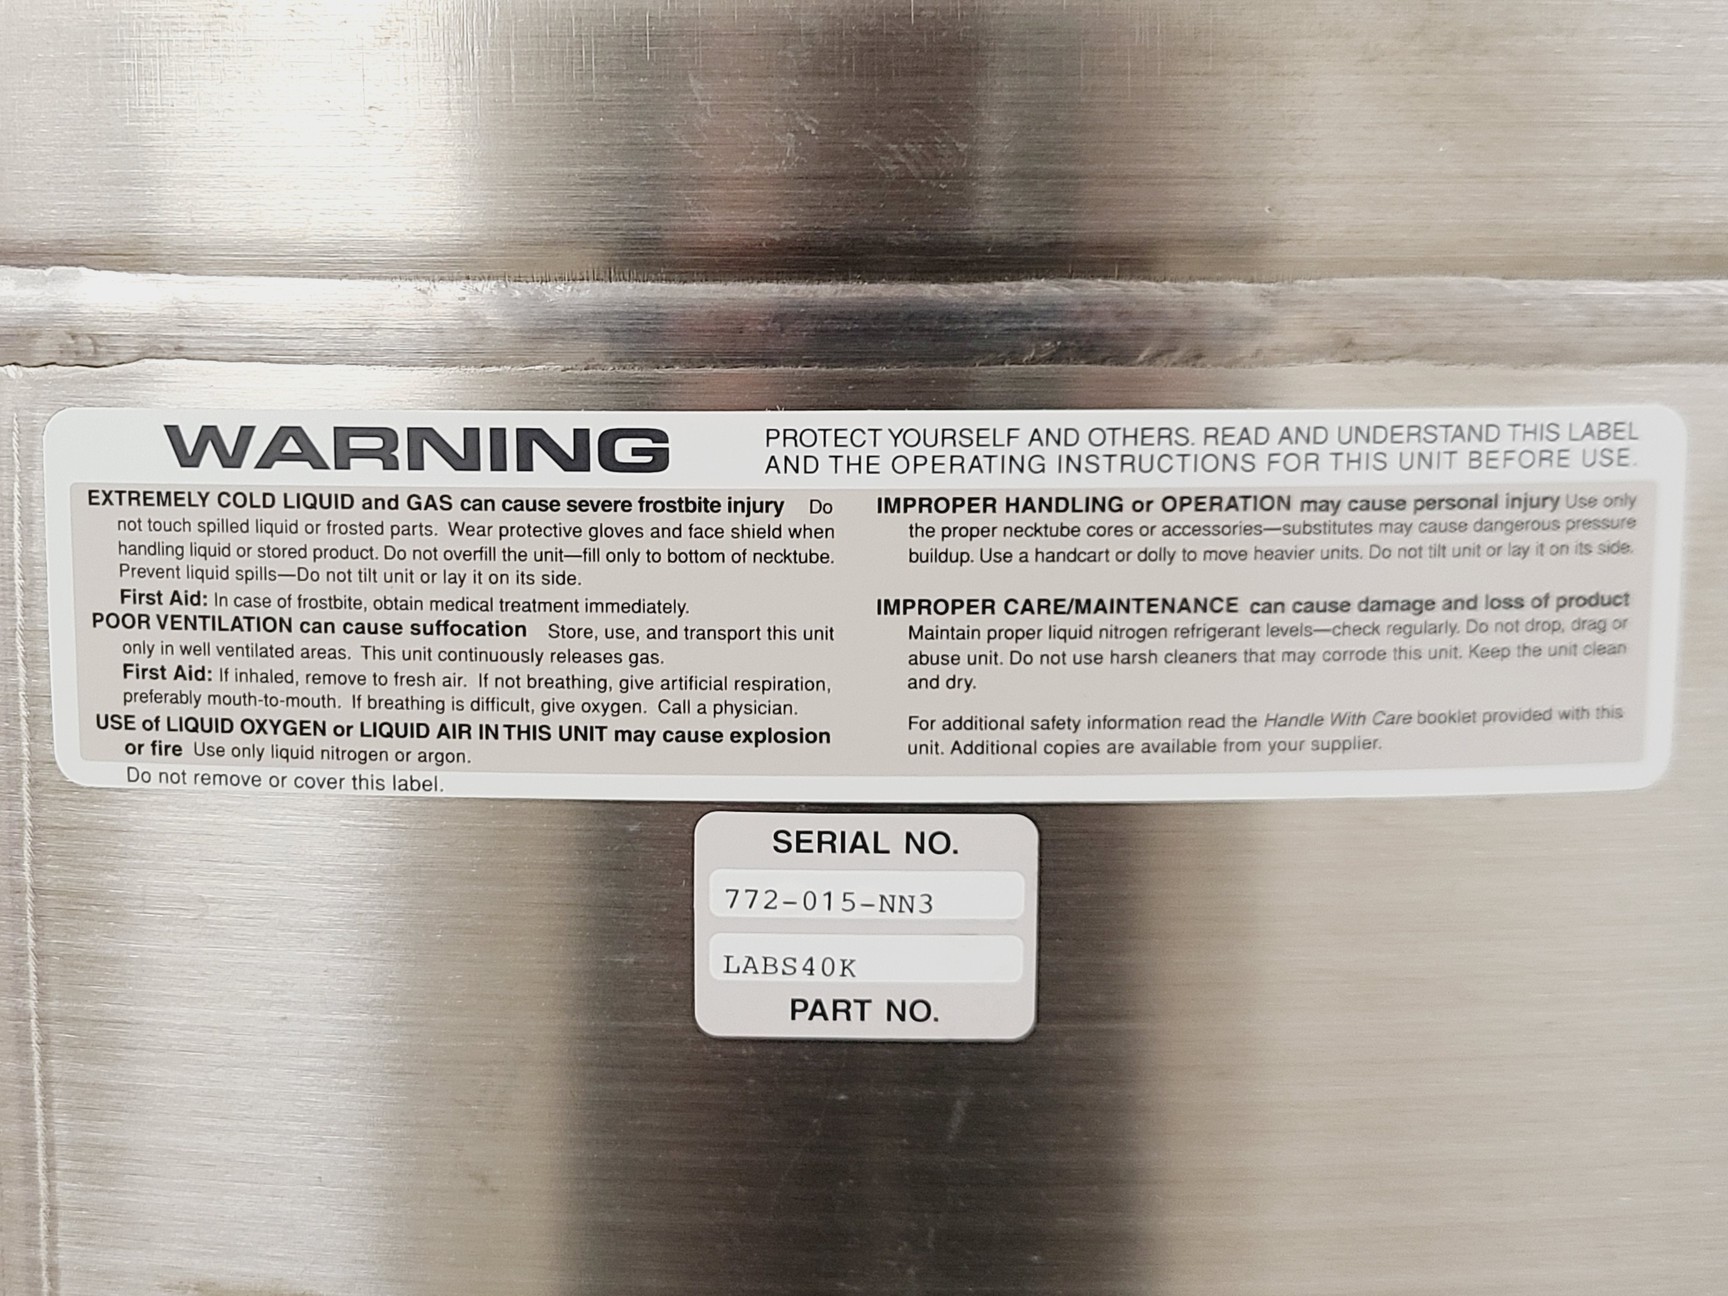 WARNING
PROTECT YOURSELF AND OTHERS. READ AND UNDERSTAND THIS LABEL
AND THE OPERATING INSTRUCTIONS FOR THIS UNIT BEFORE USE.
EXTREMELY COLD LIQUID and GAS can cause severe frostbite injury Do
not touch spilled liquid or frosted parts. Wear protective gloves and face shield when
handling liquid or stored product. Do not overfill the unit—fill only to bottom of necktube.
Prevent liquid spills—Do not tilt unit or lay it on its side.
First Aid: In case of frostbite, obtain medical treatment immediately.
POOR VENTILATION can cause suffocation Store, use, and transport this unit
only in well ventilated areas. This unit continuously releases gas.
First Aid: If inhaled, remove to fresh air. If not breathing, give artificial respiration,
preferably mouth-to-mouth. If breathing is difficult, give oxygen. Call a physician.
USE of LIQUID OXYGEN or LIQUID AIR IN THIS UNIT may cause explosion
or fire Use only liquid nitrogen or argon.
Do not remove or cover this label.
IMPROPER HANDLING or OPERATION may cause personal injury Use only
the proper necktube cores or accessories—substitutes may cause dangerous pressure
buildup. Use a handcart or dolly to move heavier units. Do not tilt unit or lay it on its side.
IMPROPER CARE/MAINTENANCE can cause damage and loss of product
Maintain proper liquid nitrogen refrigerant levels—check regularly. Do not drop, drag or
abuse unit. Do not use harsh cleaners that may corrode this unit. Keep the unit clean
and dry.
For additional safety information read the Handle With Care booklet provided with this
unit. Additional copies are available from your supplier.
SERIAL NO.
772-015-NN3
LABS40K
PART NO.